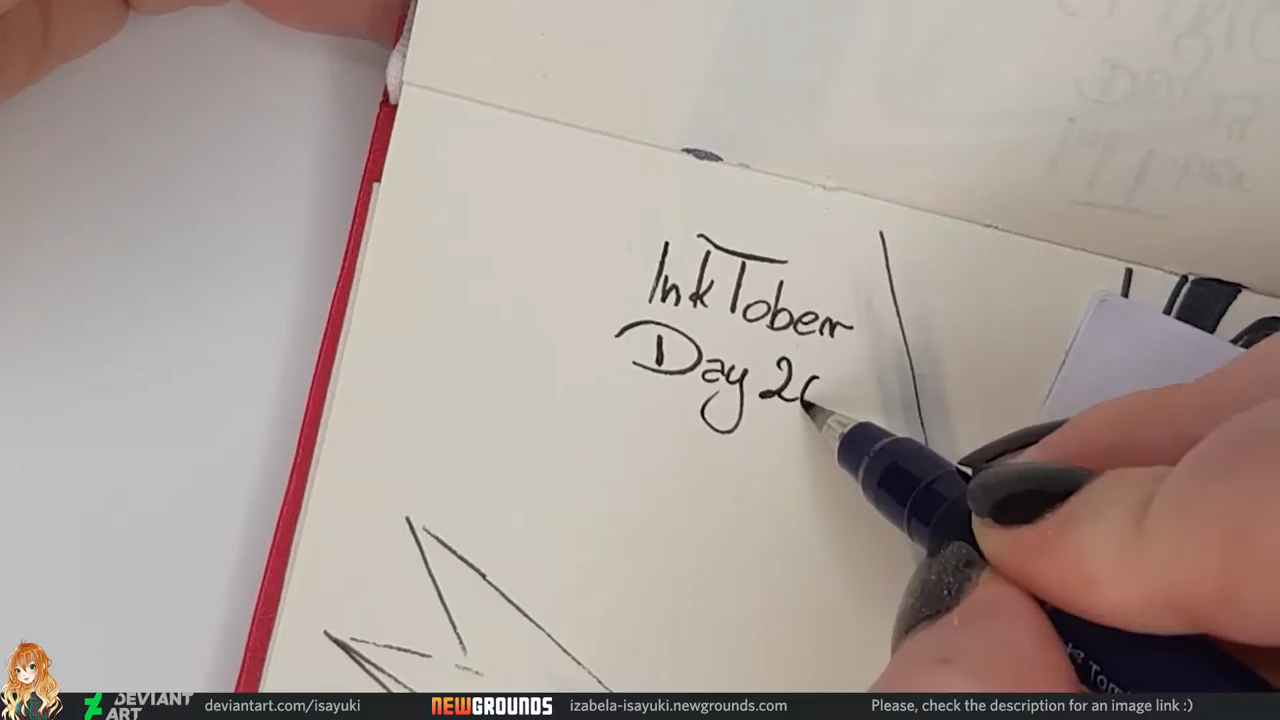 InkTober
Day 2
DEVIANT
ART
deviantart.com/isayuki
NEWGROUNDS
izabela-isayuki.newgrounds.com
Please, check the description for an image link :)